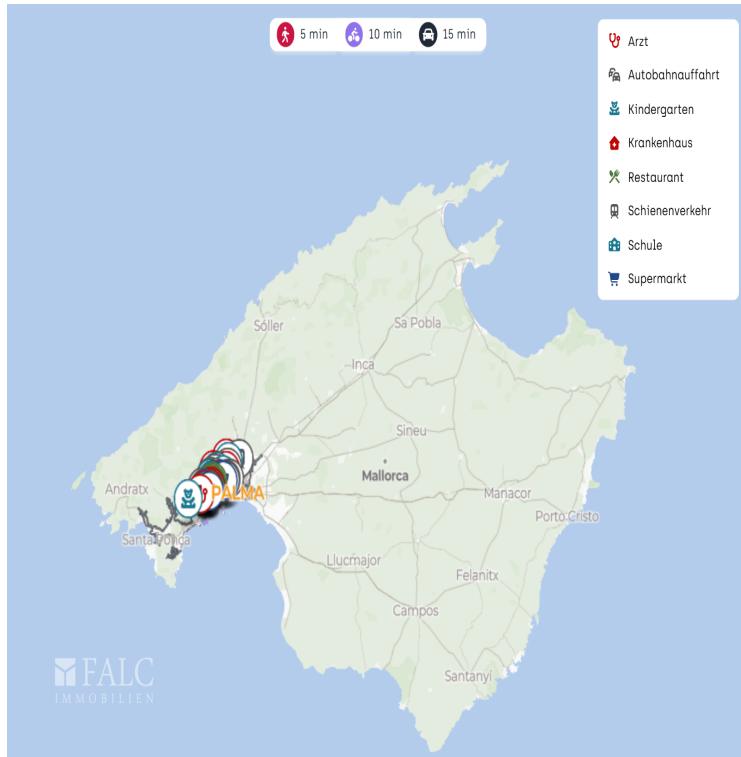 5 min 10 min 15 min
Arzt
Autobahnauffahrt
Kindergarten
Krankenhaus
Restaurant
Schienenverkehr
Schule
Supermarkt
Sóller
Sa Pobla
Inca
Sineu
Mallorca
Andratx
PALMA
Manacor
Porto Cristo
Santa Ponça
Llucmajor
Felanitx
Campos
Santanyí
FALC
IMMOBILIEN